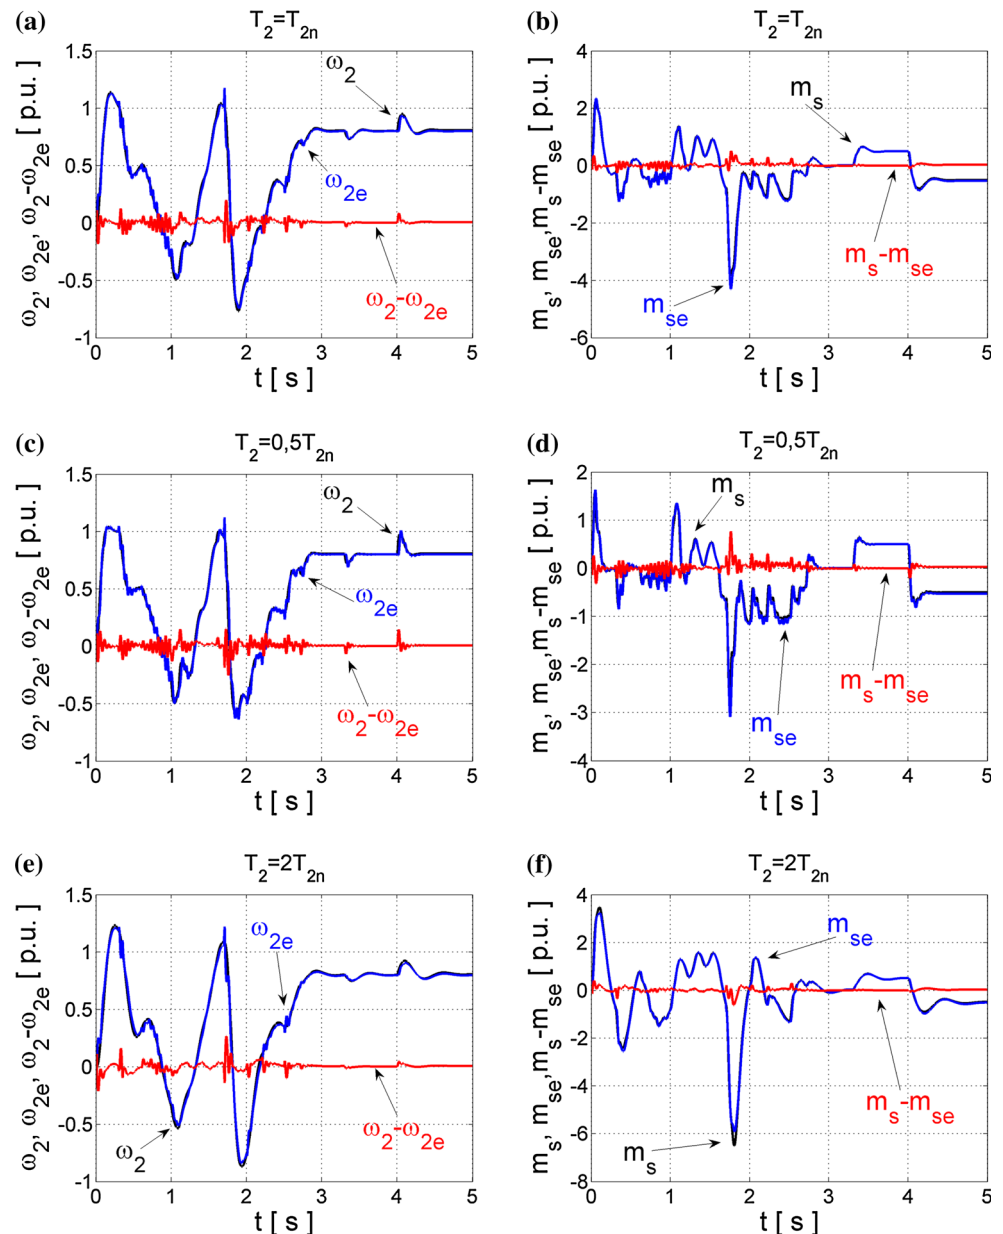 (a) T₂=T₂ₙ
ω₂, ω₂ₑ, ω₂-ω₂ₑ [ p.u. ]
1.5
1
0.5
0
-0.5
-1
ω₂
ω₂ₑ
ω₂-ω₂ₑ
0 1 2 3 4 5
t [ s ]
(b) T₂=T₂ₙ
mₛ, mₛₑ,mₛ-mₛₑ [p.u. ]
4
2
0
-2
-4
-6
mₛ
mₛ-mₛₑ
mₛₑ
0 1 2 3 4 5
t [ s ]
(c) T₂=0,5T₂ₙ
ω₂, ω₂ₑ, ω₂-ω₂ₑ [ p.u. ]
1.5
1
0.5
0
-0.5
-1
ω₂
ω₂ₑ
ω₂-ω₂ₑ
0 1 2 3 4 5
t [ s ]
(d) T₂=0,5T₂ₙ
mₛ, mₛₑ,mₛ-mₛₑ [p.u. ]
2
1
0
-1
-2
-3
-4
mₛ
mₛ-mₛₑ
mₛₑ
0 1 2 3 4 5
t [ s ]
(e) T₂=2T₂ₙ
ω₂, ω₂ₑ, ω₂-ω₂ₑ [ p.u. ]
1.5
1
0.5
0
-0.5
-1
ω₂ₑ
ω₂
ω₂-ω₂ₑ
0 1 2 3 4 5
t [ s ]
(f) T₂=2T₂ₙ
mₛ, mₛₑ,mₛ-mₛₑ [p.u. ]
4
2
0
-2
-4
-6
-8
mₛₑ
mₛ-mₛₑ
mₛ
0 1 2 3 4 5
t [ s ]